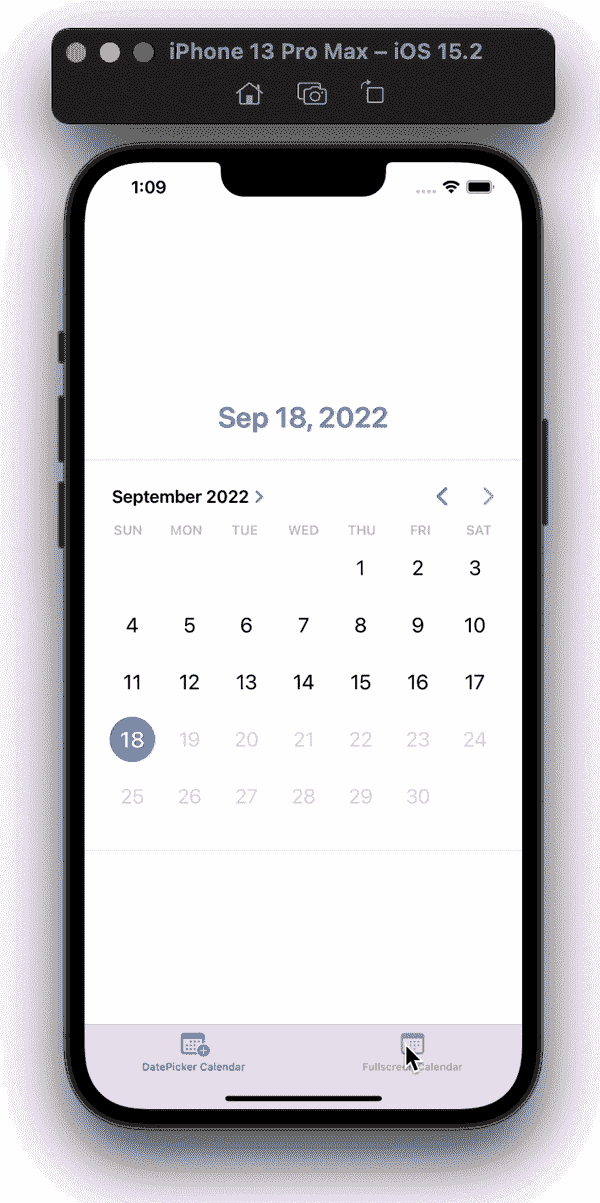 iPhone 13 Pro Max – iOS 15.2
1:09
Sep 18, 2022
September 2022
SUN MON TUE WED THU FRI SAT
1 2 3
4 5 6 7 8 9 10
11 12 13 14 15 16 17
18 19 20 21 22 23 24
25 26 27 28 29 30
DatePicker Calendar Fullscreen Calendar